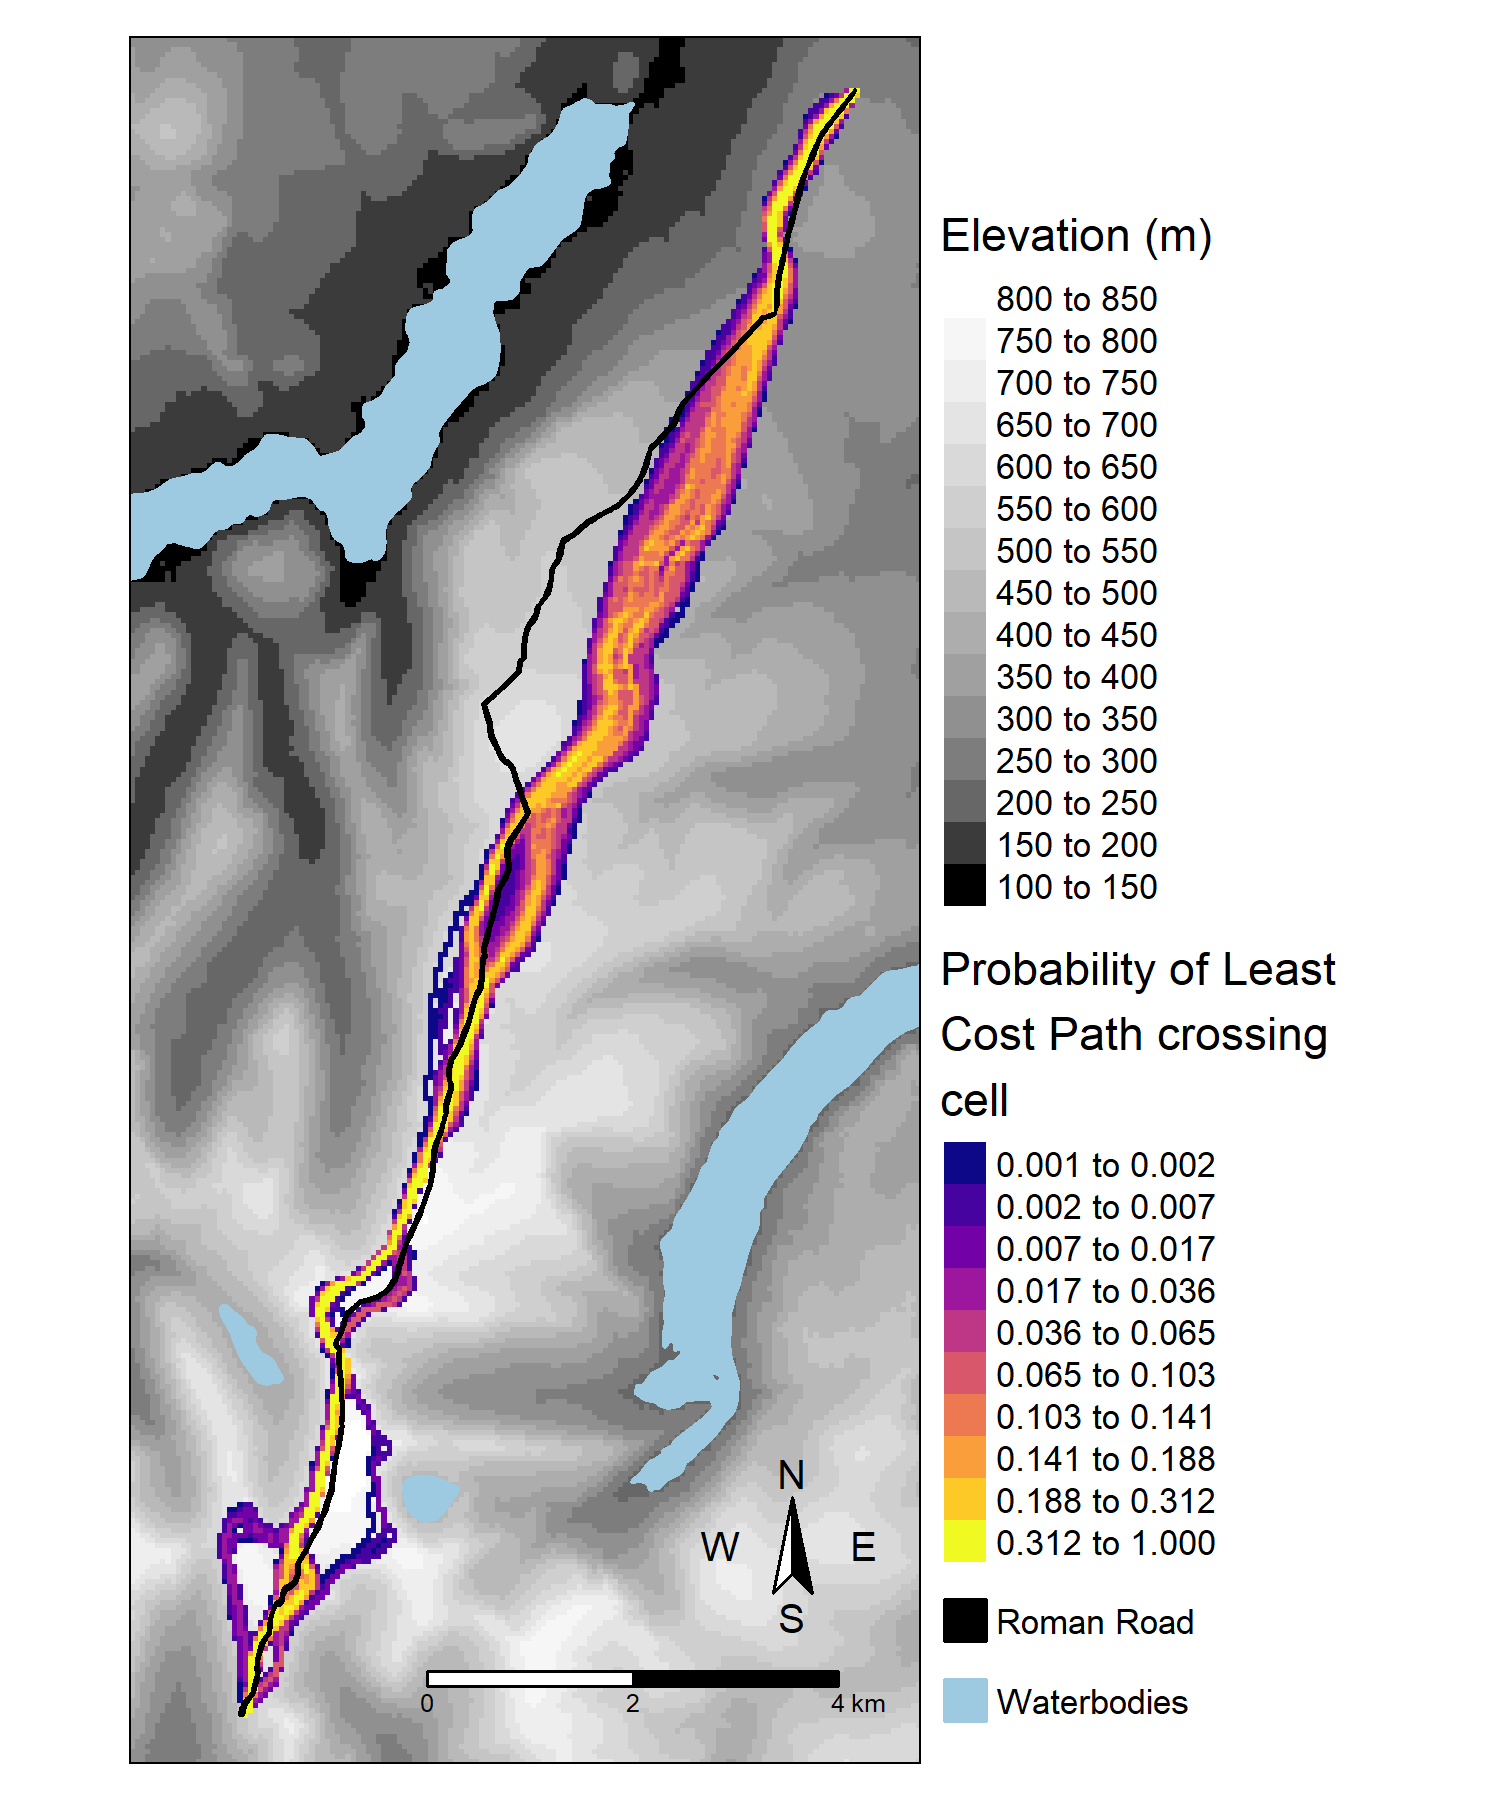 Elevation (m)
800 to 850
750 to 800
700 to 750
650 to 700
600 to 650
550 to 600
500 to 550
450 to 500
400 to 450
350 to 400
300 to 350
250 to 300
200 to 250
150 to 200
100 to 150
Probability of Least
Cost Path crossing
cell
0.001 to 0.002
0.002 to 0.007
0.007 to 0.017
0.017 to 0.036
0.036 to 0.065
0.065 to 0.103
0.103 to 0.141
0.141 to 0.188
0.188 to 0.312
0.312 to 1.000
Roman Road
Waterbodies
N
W E
S
0 2 4 km